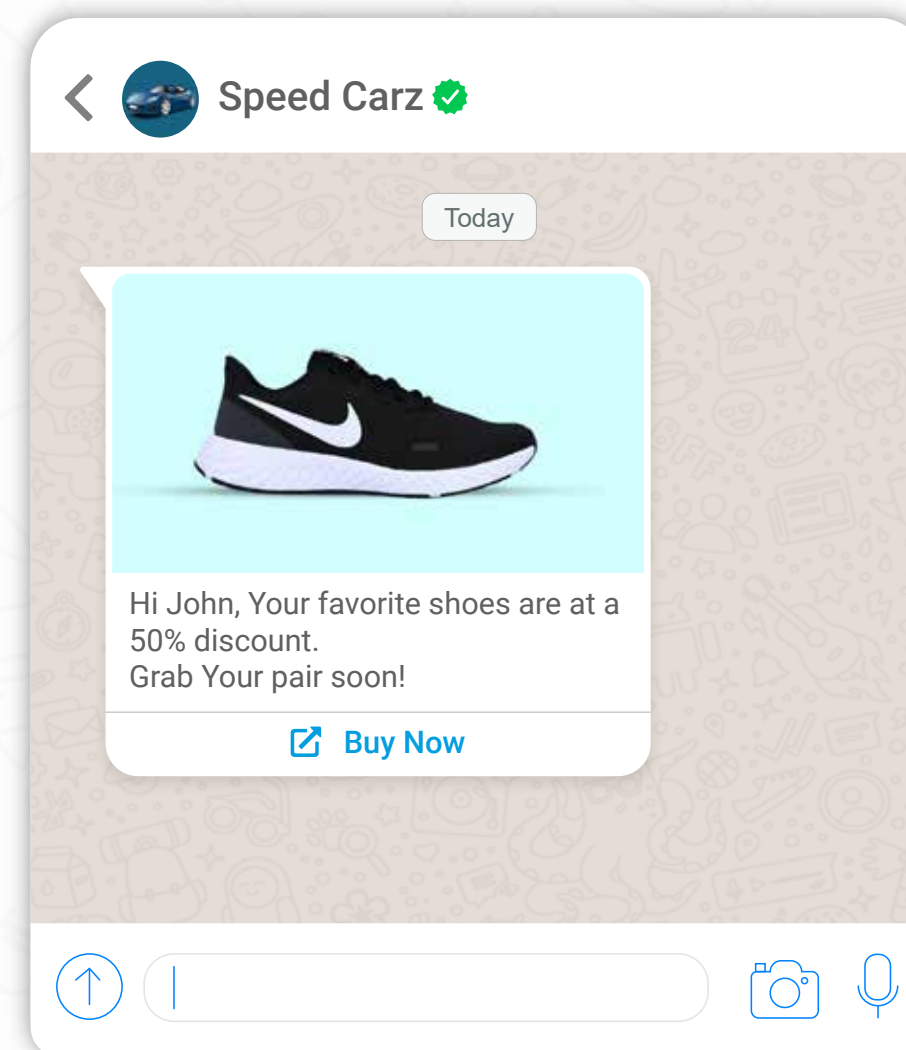 Speed Carz
Today
Hi John, Your favorite shoes are at a
50% discount.
Grab Your pair soon!
Buy Now